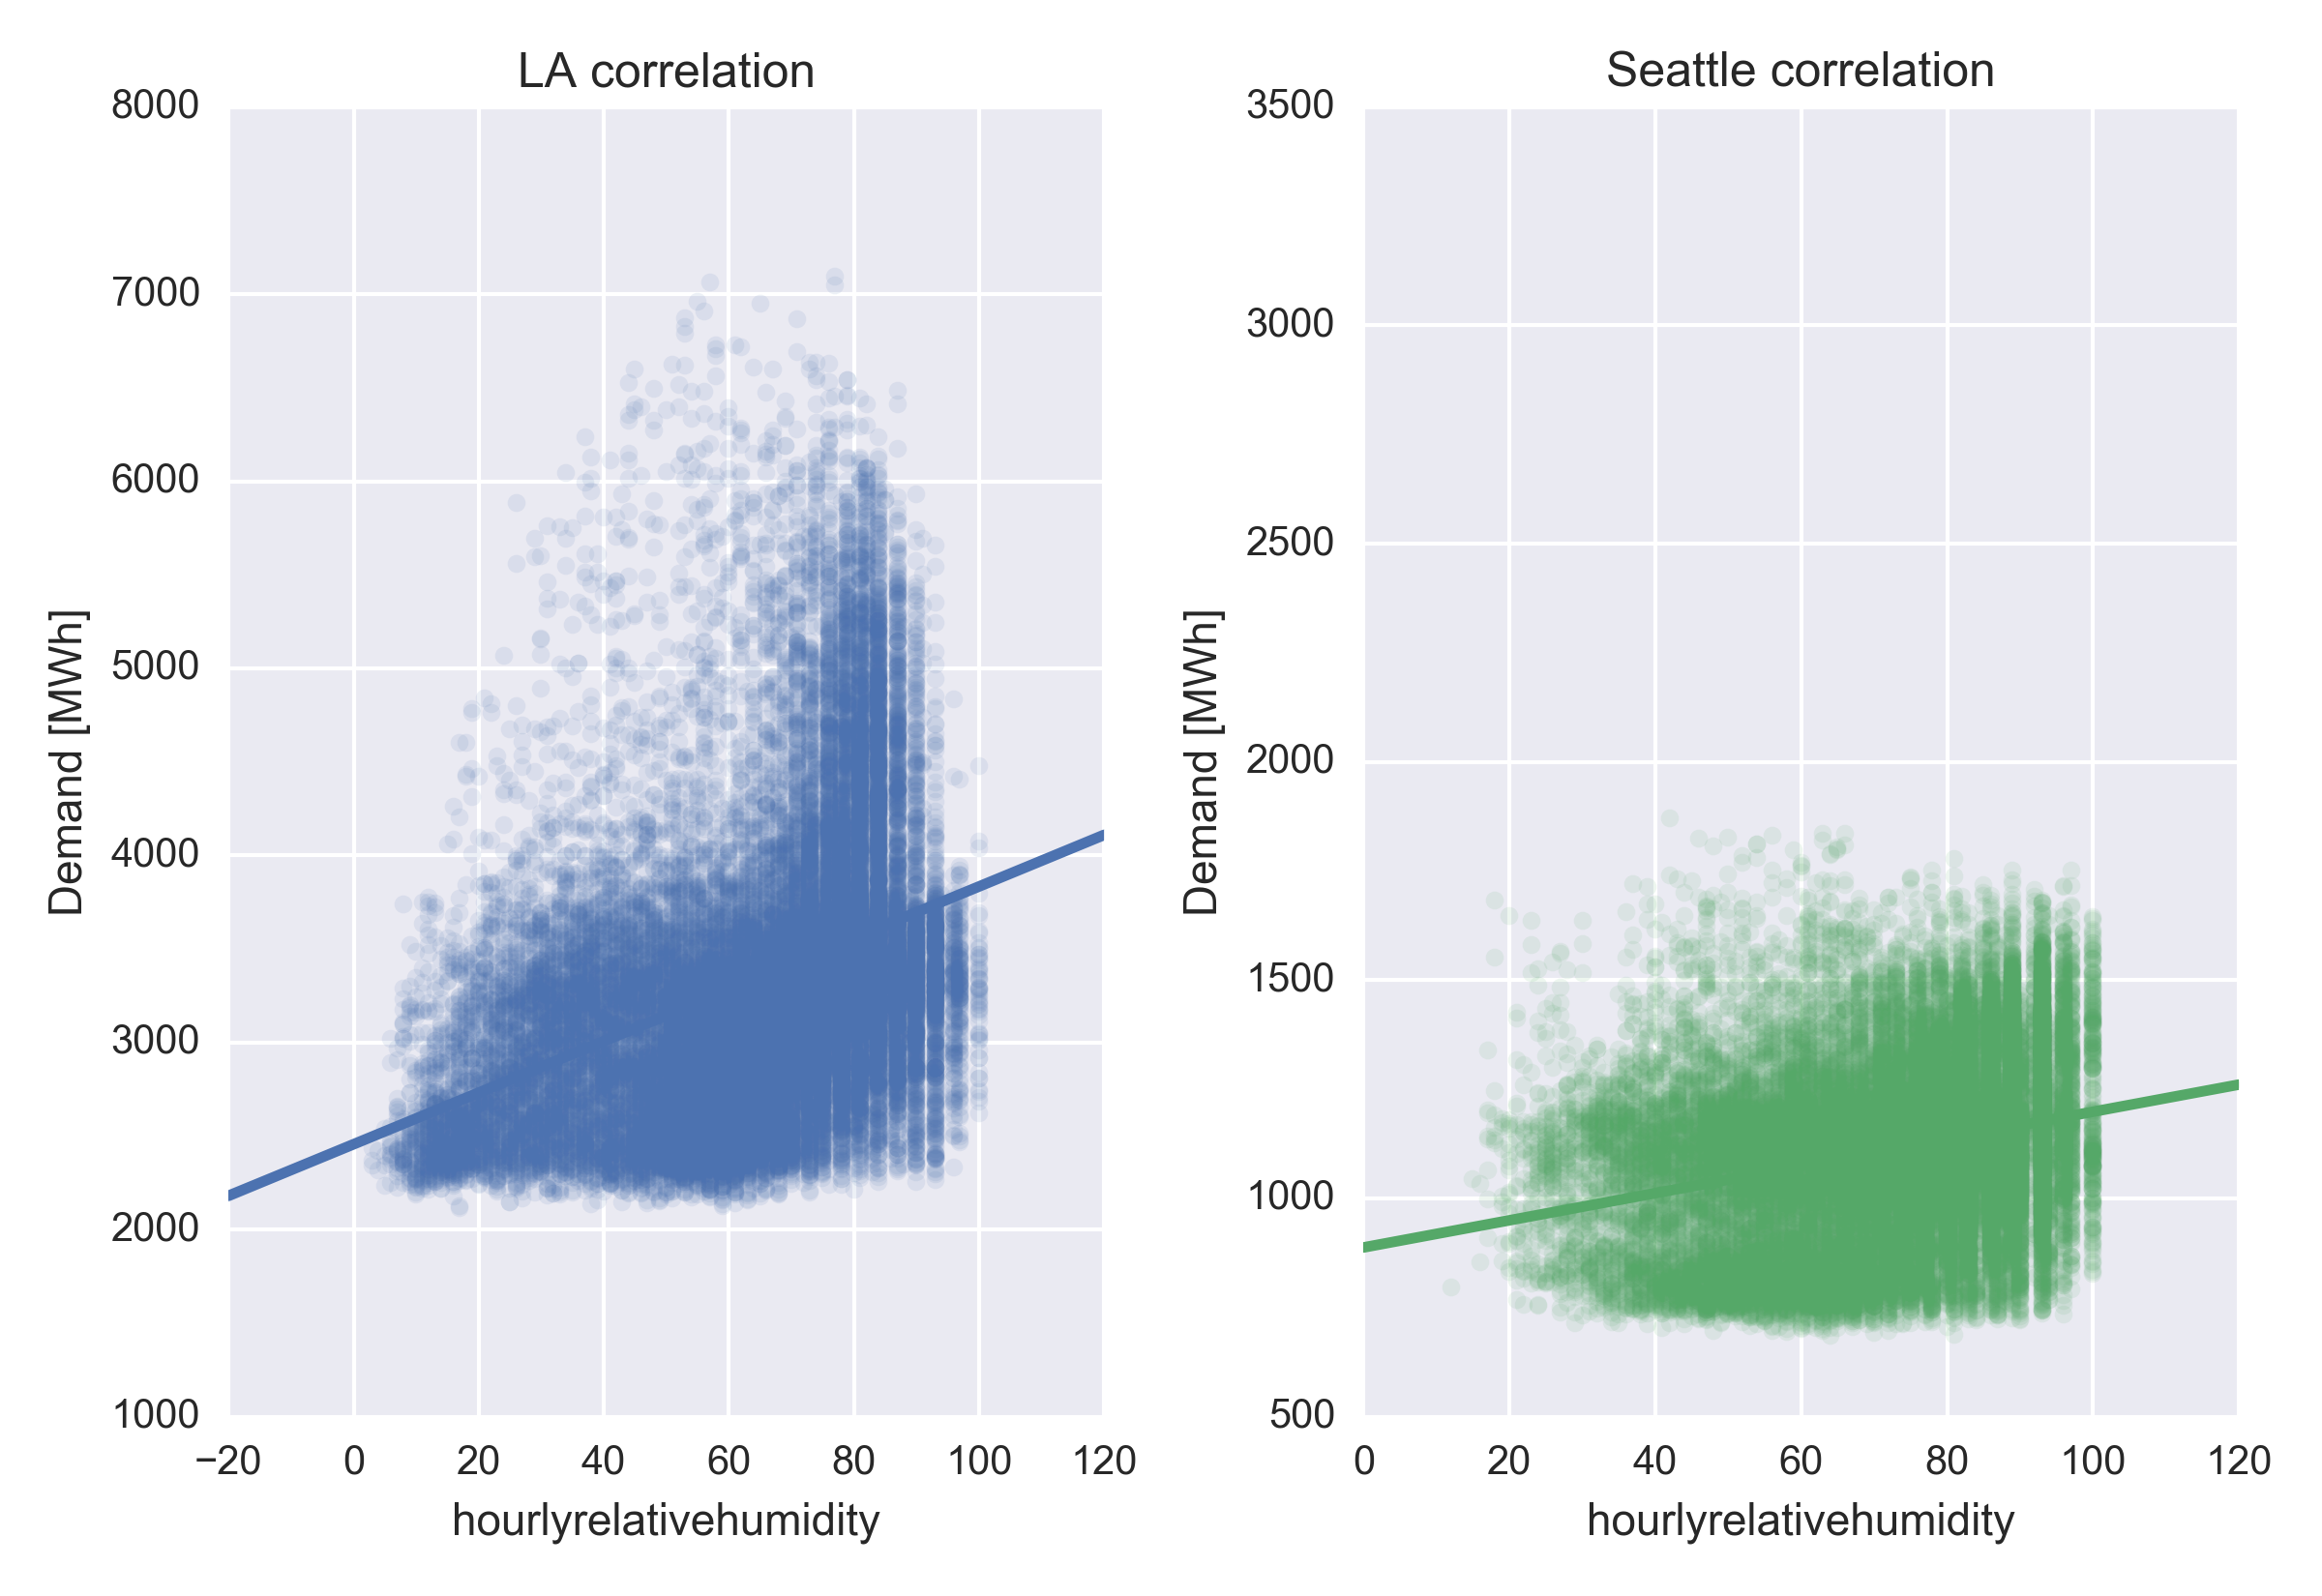 LA correlation
8000
7000
6000
5000
4000
3000
2000
1000
Demand [MWh]
−20 0 20 40 60 80 100 120
hourlyrelativehumidity
Seattle correlation
3500
3000
2500
2000
1500
1000
500
Demand [MWh]
0 20 40 60 80 100 120
hourlyrelativehumidity